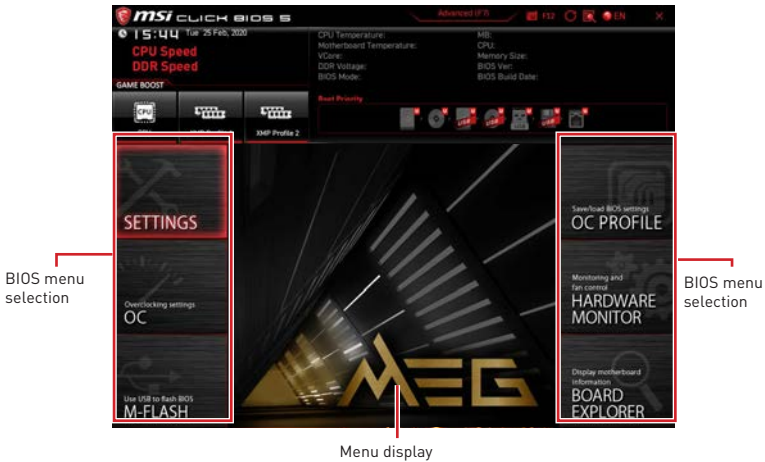 msi CLICK BIOS 5
Advanced (F7)
F12
EN
X
15:44 Tue 25 Feb, 2020
CPU Speed
DDR Speed
CPU Temperature:
Motherboard Temperature:
VCore:
DDR Voltage:
BIOS Mode:
MB:
CPU:
Memory Size:
BIOS Ver:
BIOS Build Date:
GAME BOOST
CPU
XMP Profile 2
Boot Priority
USB
USB
USB
SETTINGS
Overclocking settings
OC
Use USB to flash BIOS
M-FLASH
MEG
Save/load BIOS settings
OC PROFILE
Monitoring and
fan control
HARDWARE
MONITOR
Display motherboard
information
BOARD
EXPLORER
BIOS menu
selection
BIOS menu
selection
Menu display